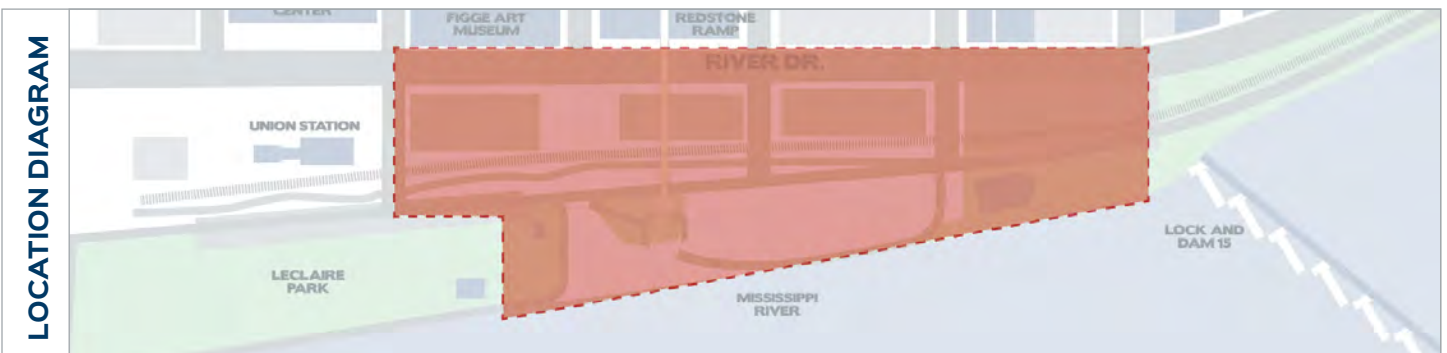 LOCATION DIAGRAM
CENTER
FIGGE ART
MUSEUM
REDSTONE
RAMP
RIVER DR.
UNION STATION
LECLAIRE
PARK
MISSISSIPPI
RIVER
LOCK AND
DAM 15